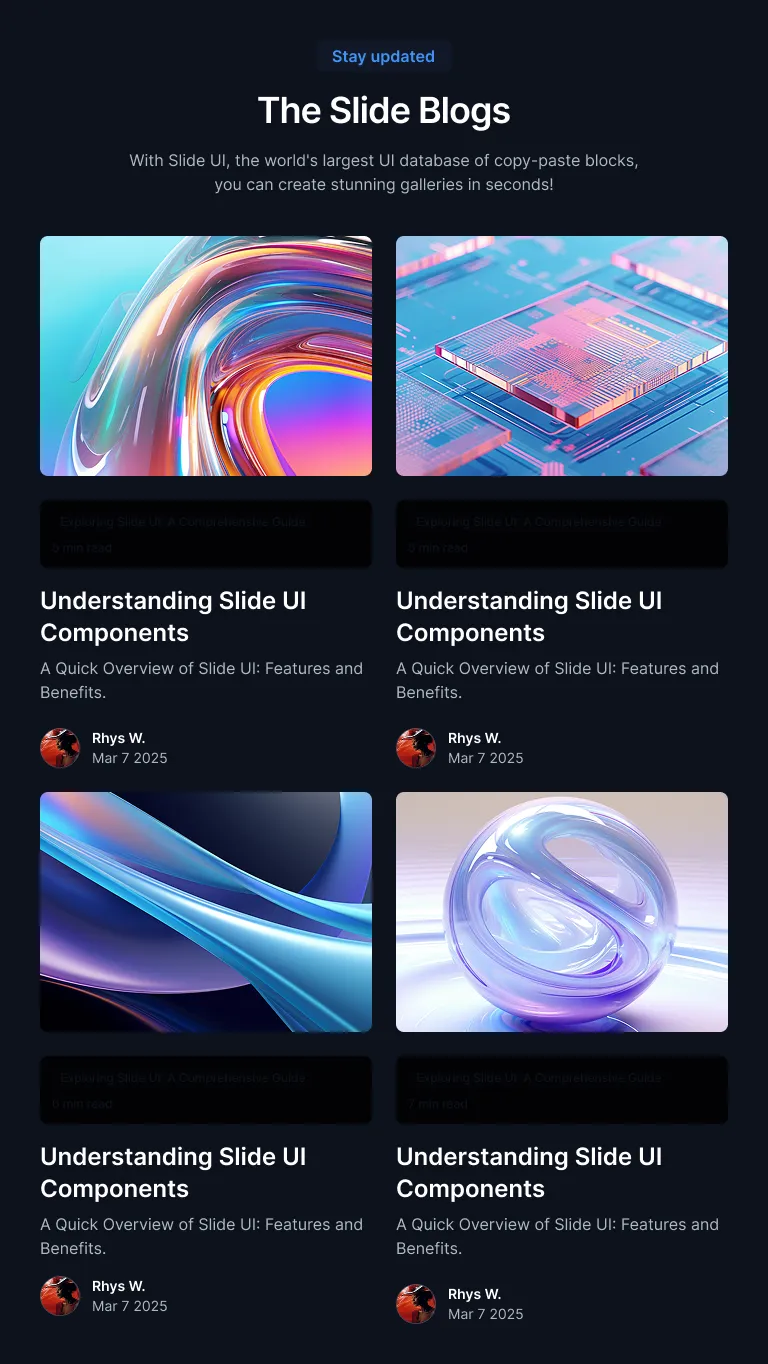 Stay updated
The Slide Blogs
With Slide UI, the world's largest UI database of copy-paste blocks,
you can create stunning galleries in seconds!
Exploring Slide UI: A Comprehensive Guide
5 min read
Understanding Slide UI
Components
A Quick Overview of Slide UI: Features and
Benefits.
Rhys W.
Mar 7 2025
Exploring Slide UI: A Comprehensive Guide
min read
Understanding Slide UI
Components
A Quick Overview of Slide UI: Features and
Benefits.
Rhys W.
Mar 7 2025
Exploring Slide UI: A Comprehensive Guide
min read
Understanding Slide UI
Components
A Quick Overview of Slide UI: Features and
Benefits.
Rhys W.
Mar 7 2025
Exploring Slide UI: A Comprehensive Guide
7 min read
Understanding Slide UI
Components
A Quick Overview of Slide UI: Features and
Benefits.
Rhys W.
Mar 7 2025